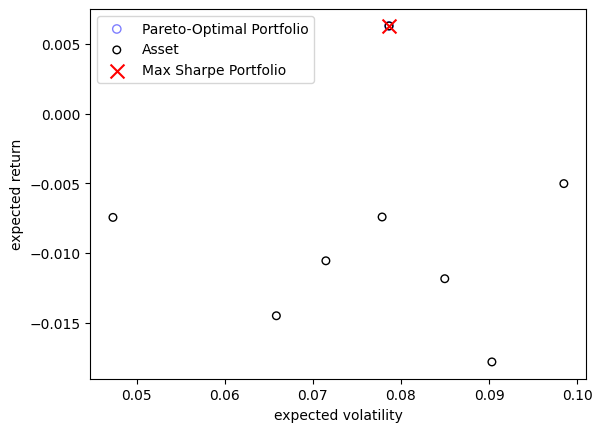 Pareto-Optimal Portfolio
Asset
Max Sharpe Portfolio
0.005
0.000
−0.005
−0.010
−0.015
expected return
0.05 0.06 0.07 0.08 0.09 0.10
expected volatility